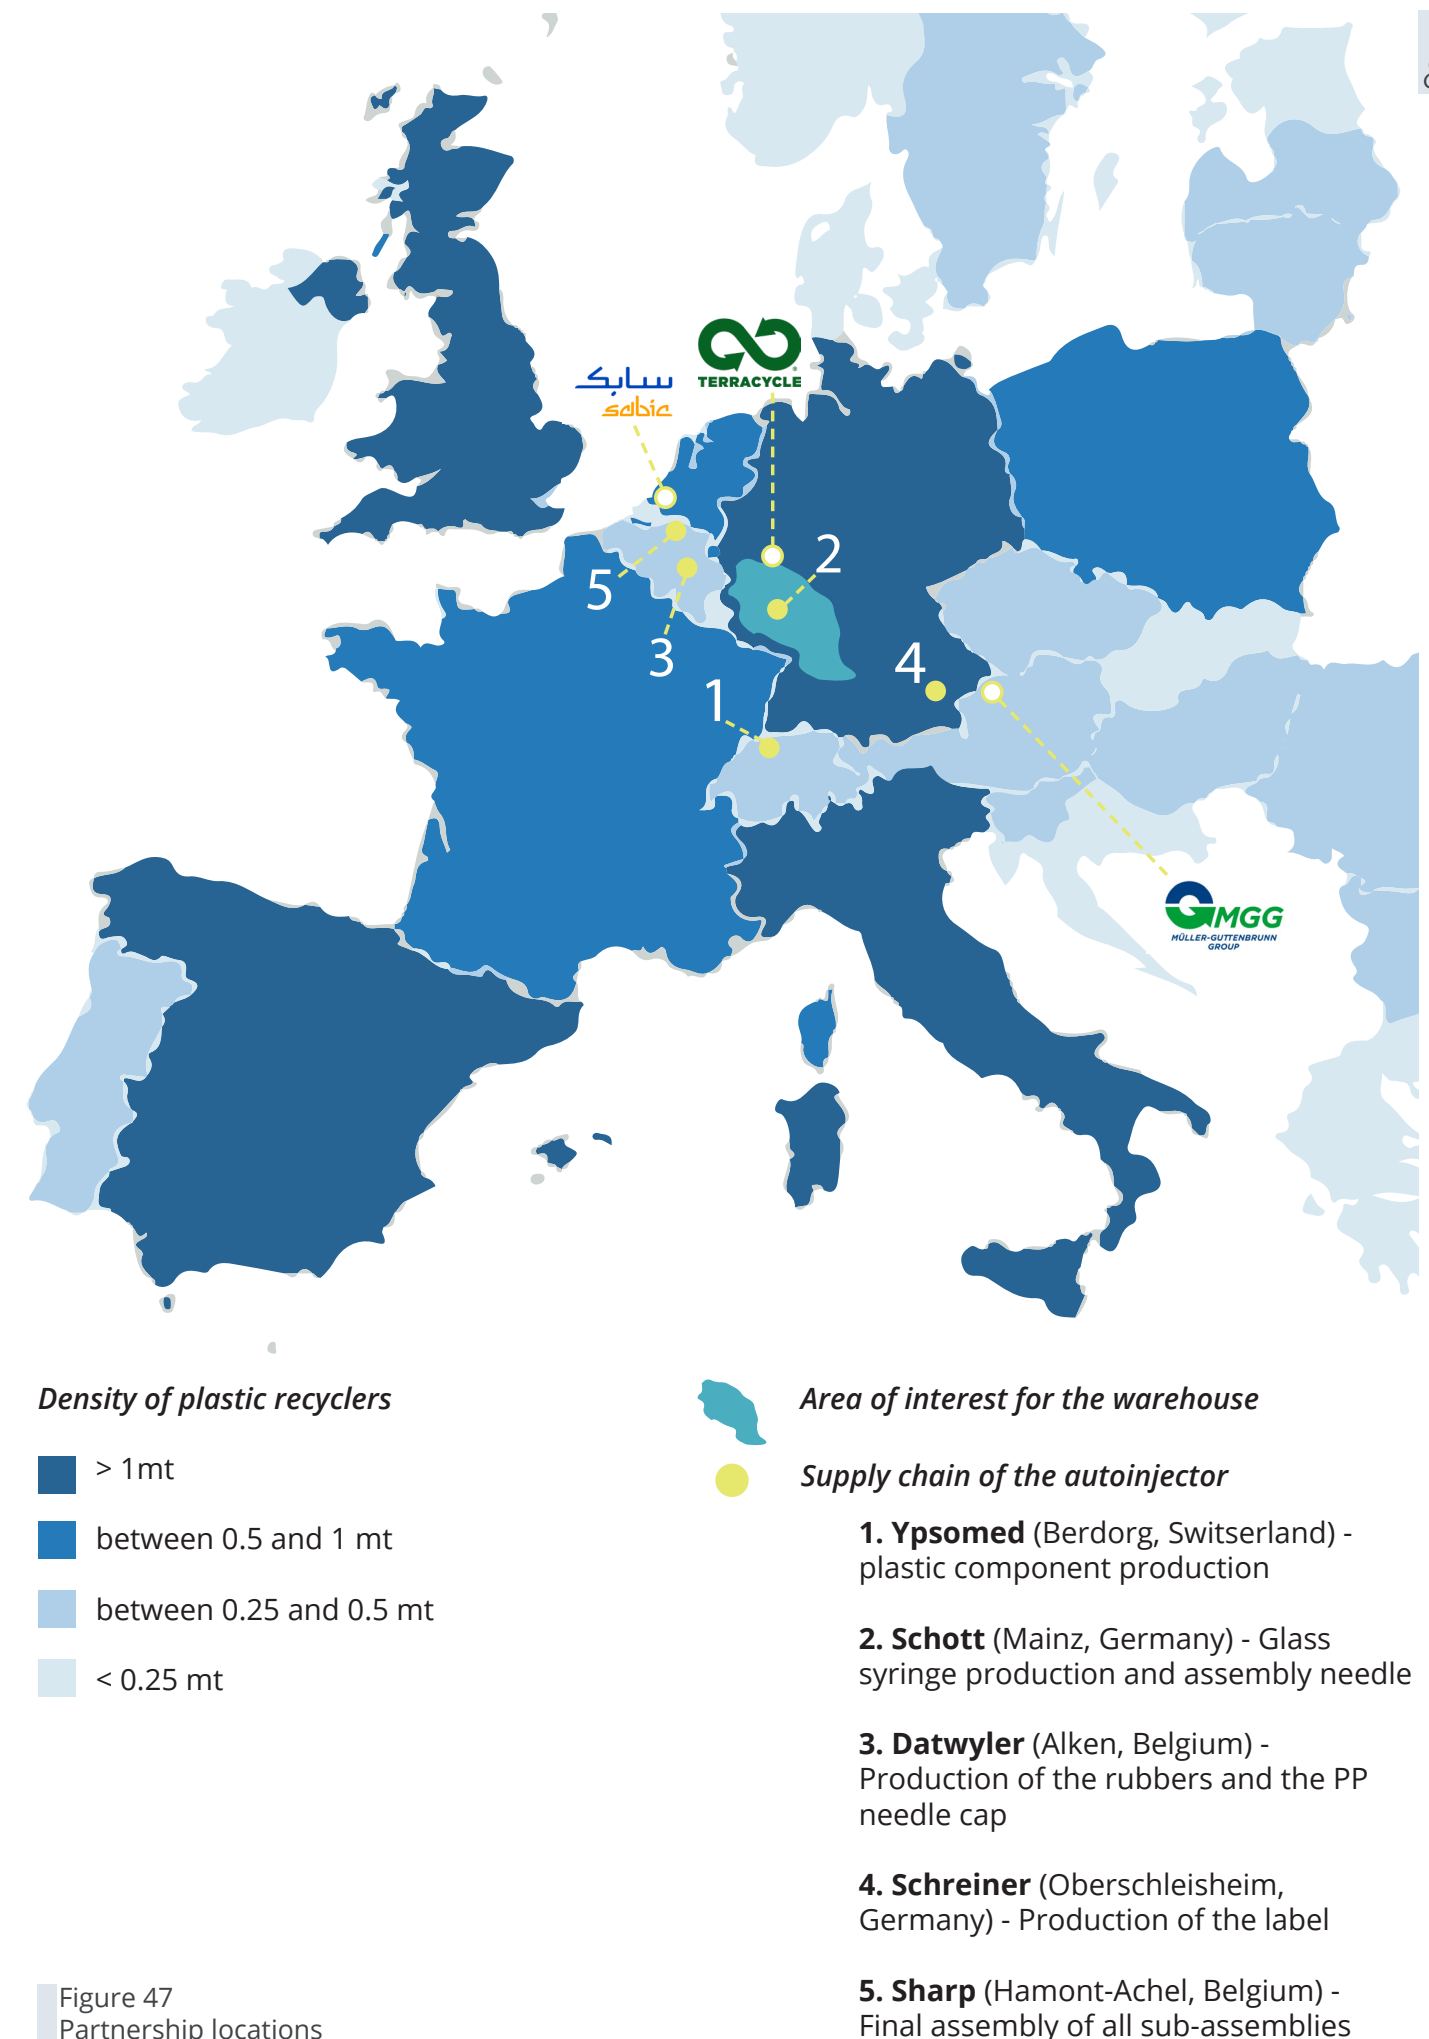 سابك
sabic
TERRACYCLE
2
5
3
4
1
MGG
MÜLLER-GUTTENBRUNN
GROUP
Density of plastic recyclers
> 1mt
between 0.5 and 1 mt
between 0.25 and 0.5 mt
< 0.25 mt
Area of interest for the warehouse
Supply chain of the autoinjector
1. Ypsomed (Berdorg, Switserland) -
plastic component production
2. Schott (Mainz, Germany) - Glass
syringe production and assembly needle
3. Datwyler (Alken, Belgium) -
Production of the rubbers and the PP
needle cap
4. Schreiner (Oberschleisheim,
Germany) - Production of the label
5. Sharp (Hamont-Achel, Belgium) -
Final assembly of all sub-assemblies
Figure 47
Partnership locations